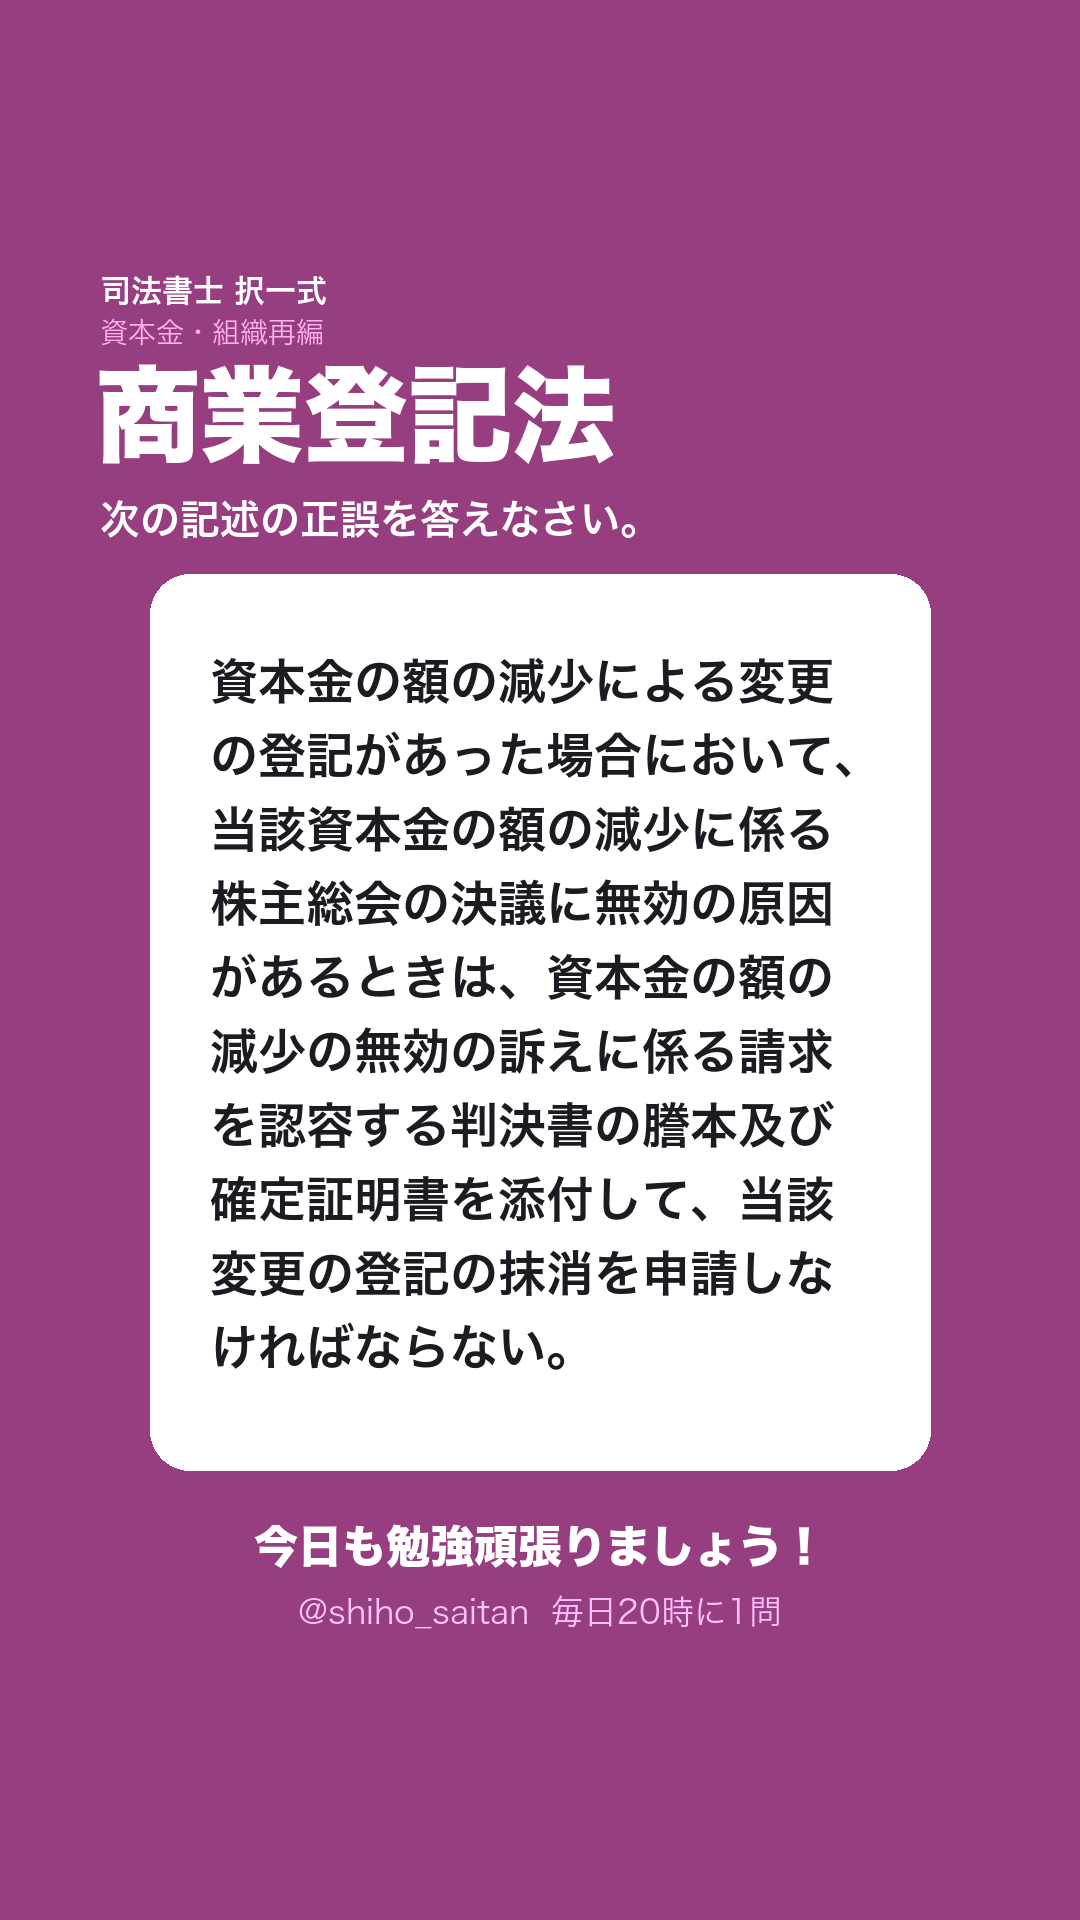 司法書士 択一式
資本金・組織再編
商業登記法
次の記述の正誤を答えなさい。
資本金の額の減少による変更
の登記があった場合において、
当該資本金の額の減少に係る
株主総会の決議に無効の原因
があるときは、資本金の額の
減少の無効の訴えに係る請求
を認容する判決書の謄本及び
確定証明書を添付して、当該
変更の登記の抹消を申請しな
ければならない。
今日も勉強頑張りましょう！
@shiho_saitan 毎日20時に1問